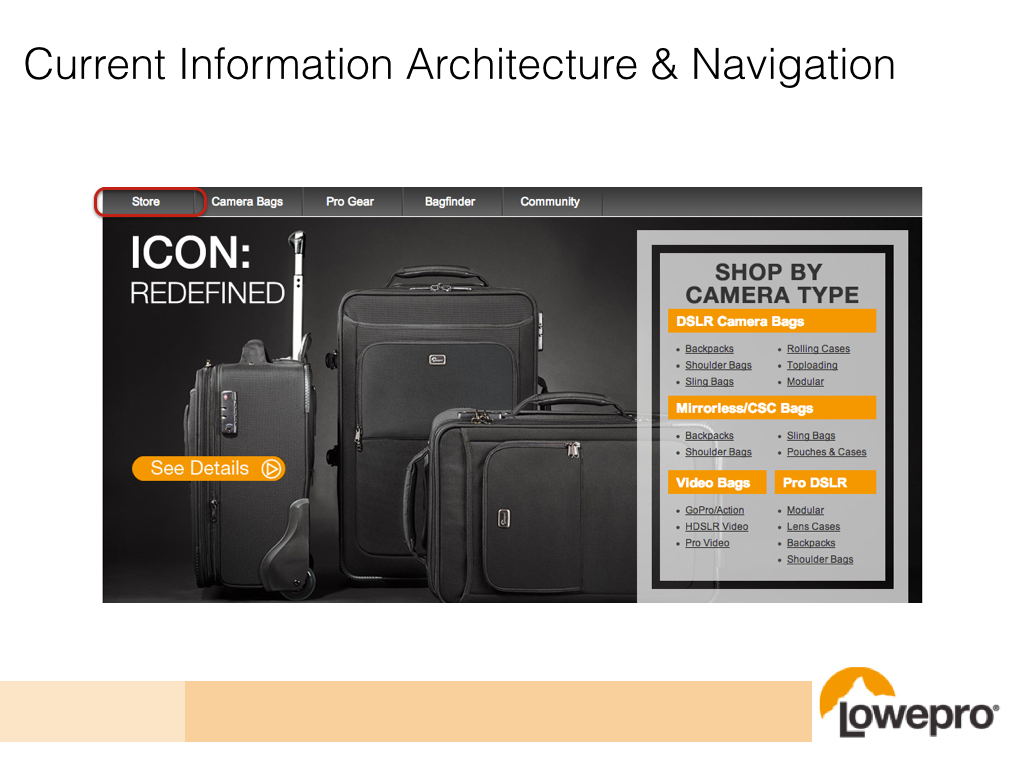 Current Information Architecture & Navigation
Store Camera Bags Pro Gear Bagfinder Community
ICON:
REDEFINED
See Details
SHOP BY
CAMERA TYPE
DSLR Camera Bags
• Backpacks • Rolling Cases
• Shoulder Bags • Toploading
• Sling Bags • Modular
Mirrorless/CSC Bags
• Backpacks • Sling Bags
• Shoulder Bags • Pouches & Cases
Video Bags Pro DSLR
• GoPro/Action • Modular
• HDSLR Video • Lens Cases
• Pro Video • Backpacks
• Shoulder Bags
Lowepro®